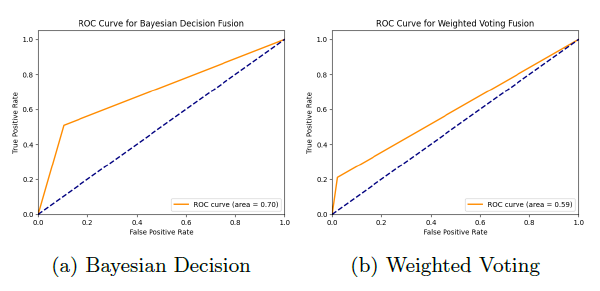 ROC Curve for Bayesian Decision Fusion
1.0
0.8
0.6
0.4
0.2
0.0
True Positive Rate
0.0 0.2 0.4 0.6 0.8 1.0
False Positive Rate
ROC curve (area = 0.70)
(a) Bayesian Decision
ROC Curve for Weighted Voting Fusion
1.0
0.8
0.6
0.4
0.2
0.0
True Positive Rate
0.0 0.2 0.4 0.6 0.8 1.0
False Positive Rate
ROC curve (area = 0.59)
(b) Weighted Voting